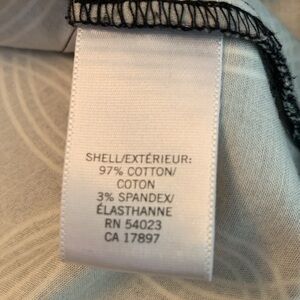 SHELL/EXTÉRIEUR:
97% COTTON/
COTON
3% SPANDEX/
ÉLASTHANNE
RN 54023
CA 17897